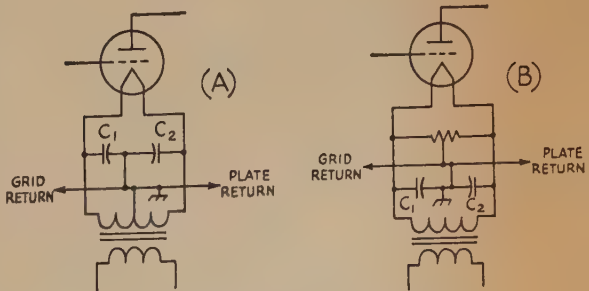 (A)
C1 C2
GRID
RETURN
PLATE
RETURN
(B)
GRID
RETURN
PLATE
RETURN
C1 C2